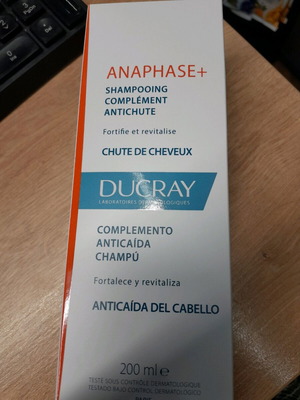 ANAPHASE+
SHAMPOOING
COMPLÉMENT
ANTICHUTE
Fortifie et revitalise
CHUTE DE CHEVEUX
DUCRAY
LABORATOIRES DERMATOLOGIQUES
COMPLEMENTO
ANTICAÍDA
CHAMPÚ
Fortalece y revitaliza
ANTICAÍDA DEL CABELLO
200 ml e
TESTÉ SOUS CONTRÔLE DERMATOLOGIQUE
TESTADO BAJO CONTROL DERMATOLÓGICO
PARIS